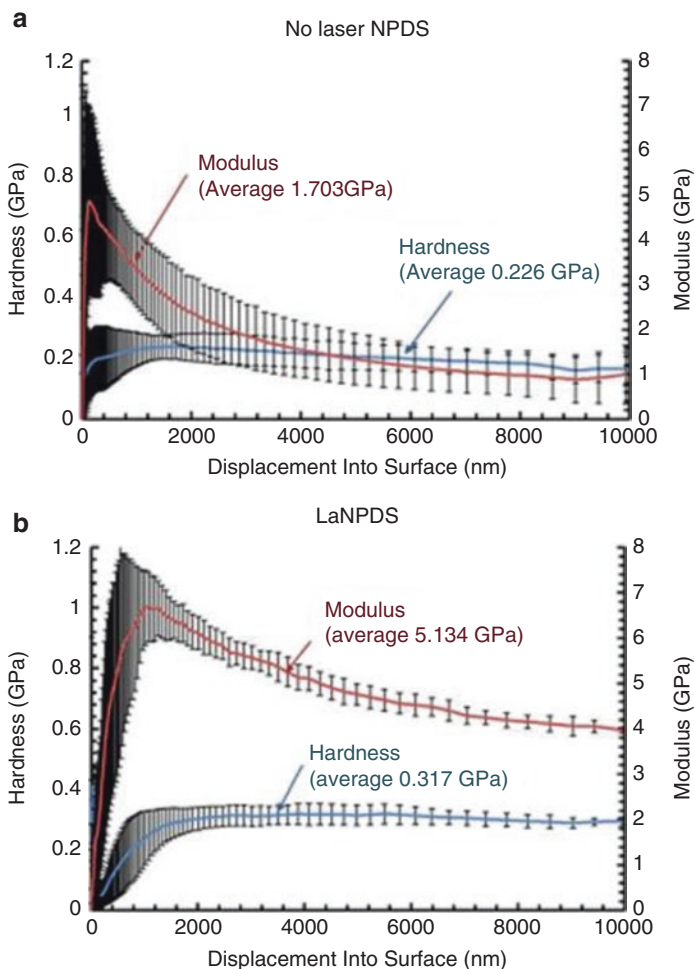 a
No laser NPDS
1.2
1
0.8
0.6
0.4
0.2
0
Hardness (GPa)
Modulus
(Average 1.703GPa)
Hardness
(Average 0.226 GPa)
8
7
6
5
4
3
2
1
0
Modulus (GPa)
0
2000
4000
6000
8000
10000
Displacement Into Surface (nm)
b
LaNPDS
1.2
1
0.8
0.6
0.4
0.2
0
Hardness (GPa)
Modulus
(average 5.134 GPa)
Hardness
(average 0.317 GPa)
8
7
6
5
4
3
2
1
0
Modulus (GPa)
0
2000
4000
6000
8000
10000
Displacement Into Surface (nm)